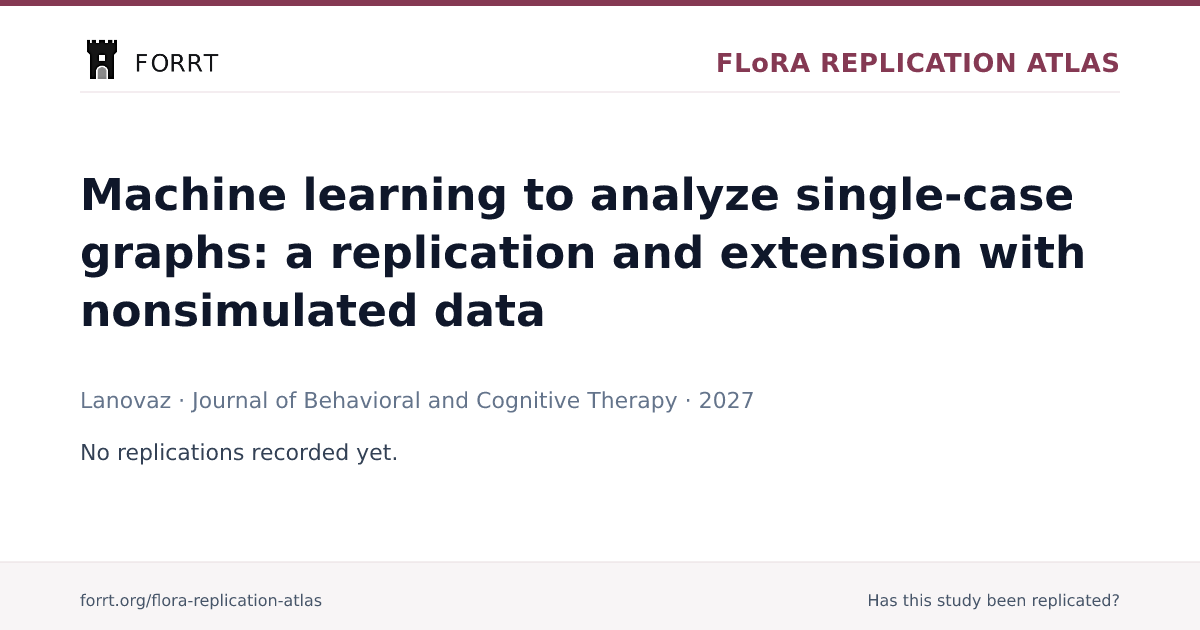 FORRT
FLoRA REPLICATION ATLAS
Machine learning to analyze single-case
graphs: a replication and extension with
nonsimulated data
Lanovaz · Journal of Behavioral and Cognitive Therapy · 2027
No replications recorded yet.
forrt.org/flora-replication-atlas
Has this study been replicated?